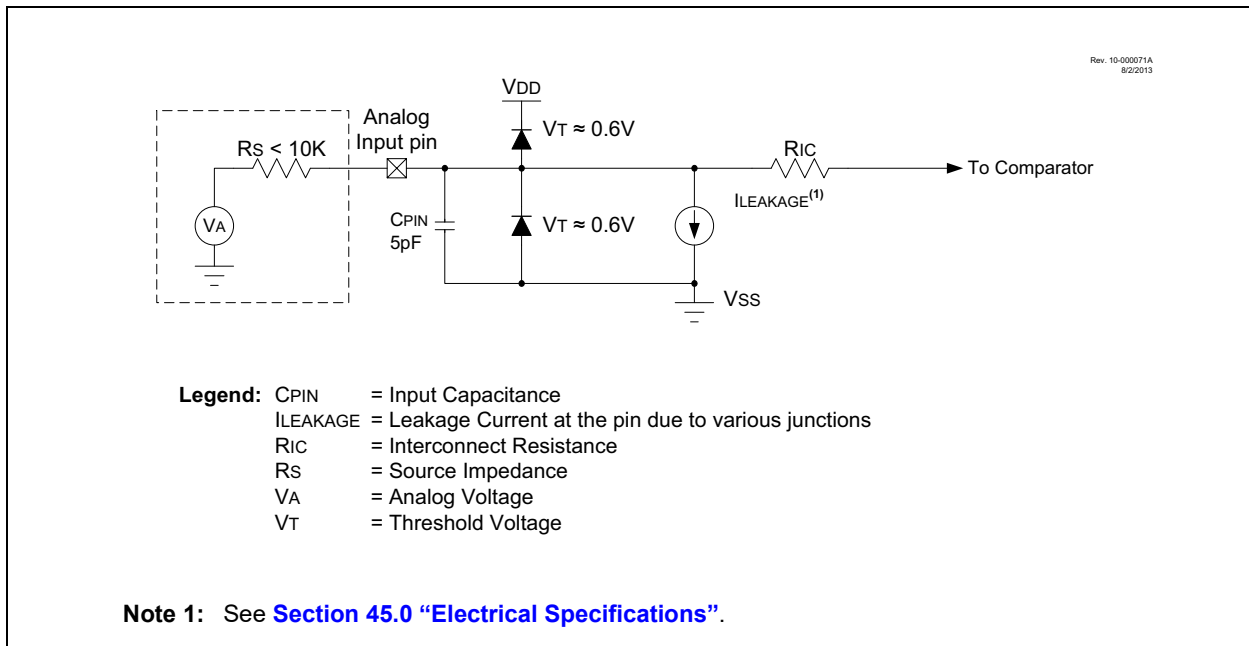 Rev. 10-000071A
8/2/2013
VDD
Analog
Input pin
VT ≈ 0.6V
RS < 10K
RIC
To Comparator
ILEAKAGE(1)
VA
CPIN
5pF
VT ≈ 0.6V
VSS
Legend: CPIN = Input Capacitance
ILEAKAGE = Leakage Current at the pin due to various junctions
RIC = Interconnect Resistance
RS = Source Impedance
VA = Analog Voltage
VT = Threshold Voltage
Note 1: See Section 45.0 “Electrical Specifications”.